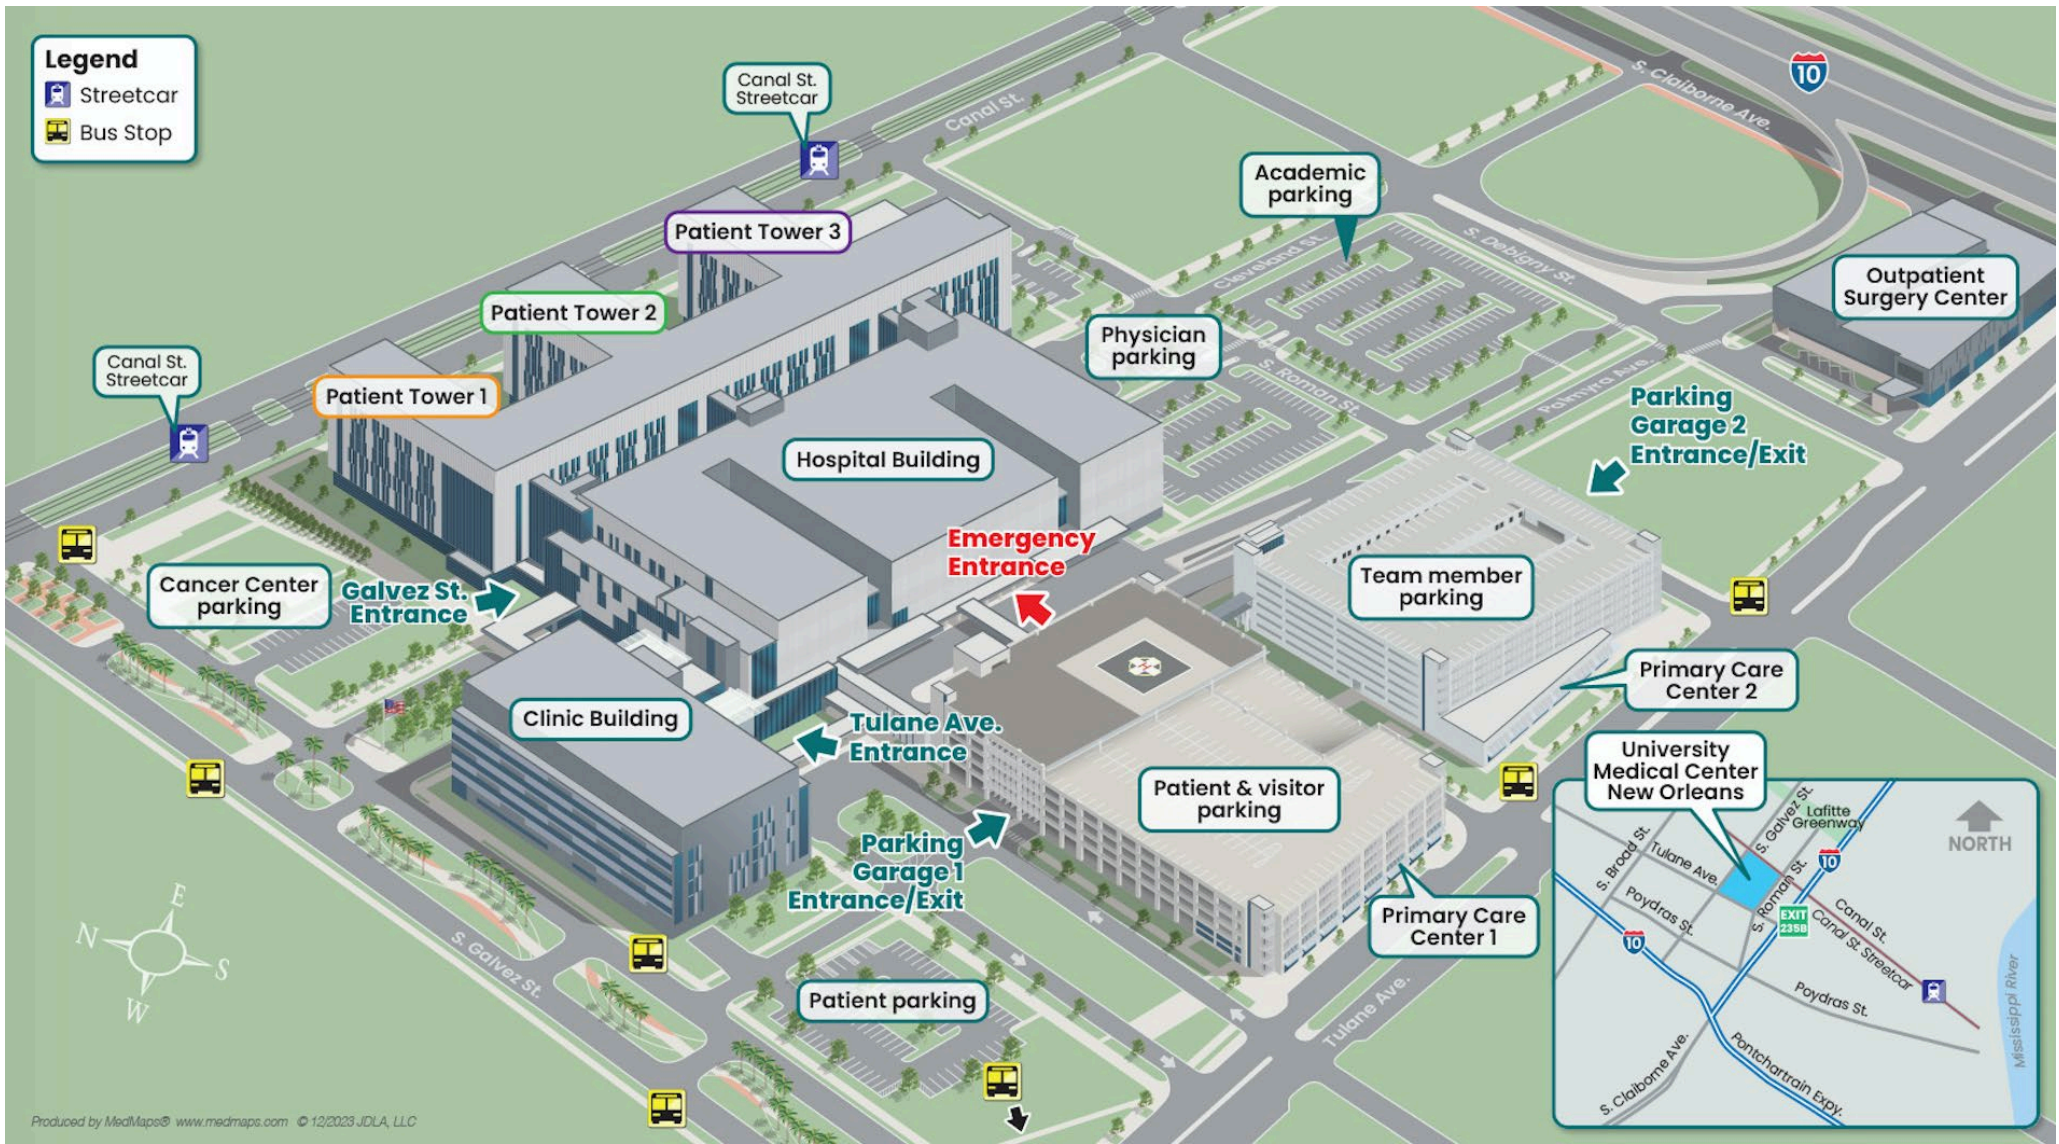 Legend
Streetcar
Bus Stop
Canal St.
Streetcar
Canal St.
S. Claiborne Ave.
10
Academic
parking
Patient Tower 3
Cleveland St.
S. Debigny St.
Outpatient
Surgery Center
Patient Tower 2
Physician
parking
Canal St.
Streetcar
Patient Tower 1
S. Roman St.
Palmyra Ave.
Parking
Garage 2
Entrance/Exit
Hospital Building
Emergency
Entrance
Cancer Center
parking
Galvez St.
Entrance
Team member
parking
Primary Care
Center 2
Clinic Building
Tulane Ave.
Entrance
Patient & visitor
parking
Parking
Garage 1
Entrance/Exit
Primary Care
Center 1
S. Galvez St.
Patient parking
Tulane Ave.
N
E
S
W
University
Medical Center
New Orleans
S. Galvez St.
Lafitte
Greenway
NORTH
S. Broad St.
Tulane Ave.
10
Poydras St.
S. Roman St.
EXIT
235B
Canal St.
Canal St. Streetcar
10
Poydras St.
Mississippi River
S. Claiborne Ave.
Pontchartrain Expy.
Produced by MedMaps® www.medmaps.com © 12/2023 JDLA, LLC